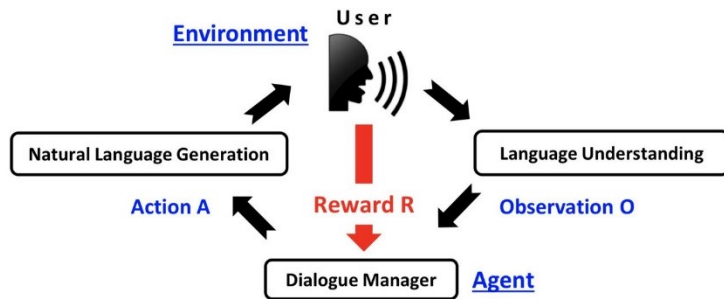 User
Environment
Natural Language Generation
Language Understanding
Action A
Reward R
Observation O
Dialogue Manager
Agent